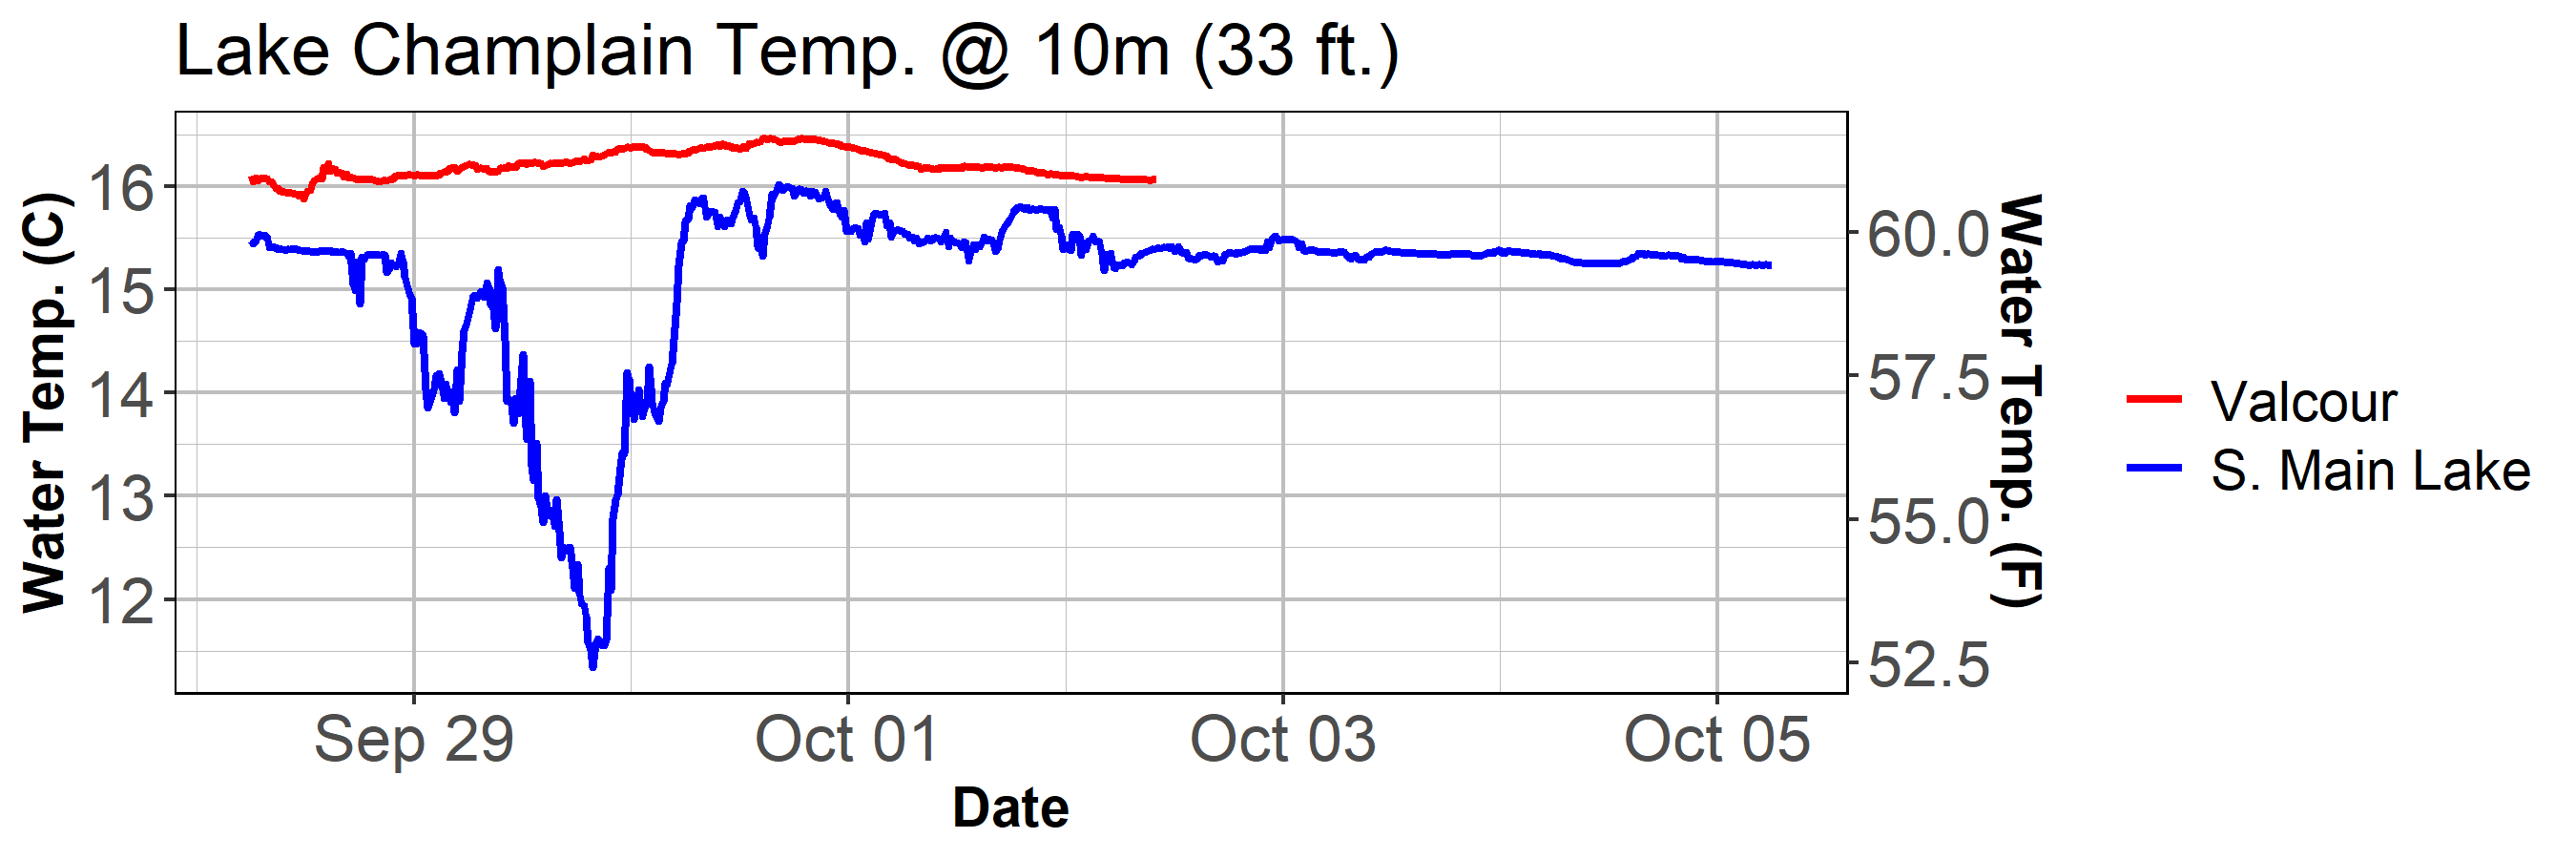 Lake Champlain Temp. @ 10m (33 ft.)
Water Temp. (C)
16
15
14
13
12
60.0
57.5
55.0
52.5
Water Temp. (F)
Sep 29
Oct 01
Oct 03
Oct 05
Date
Valcour
S. Main Lake